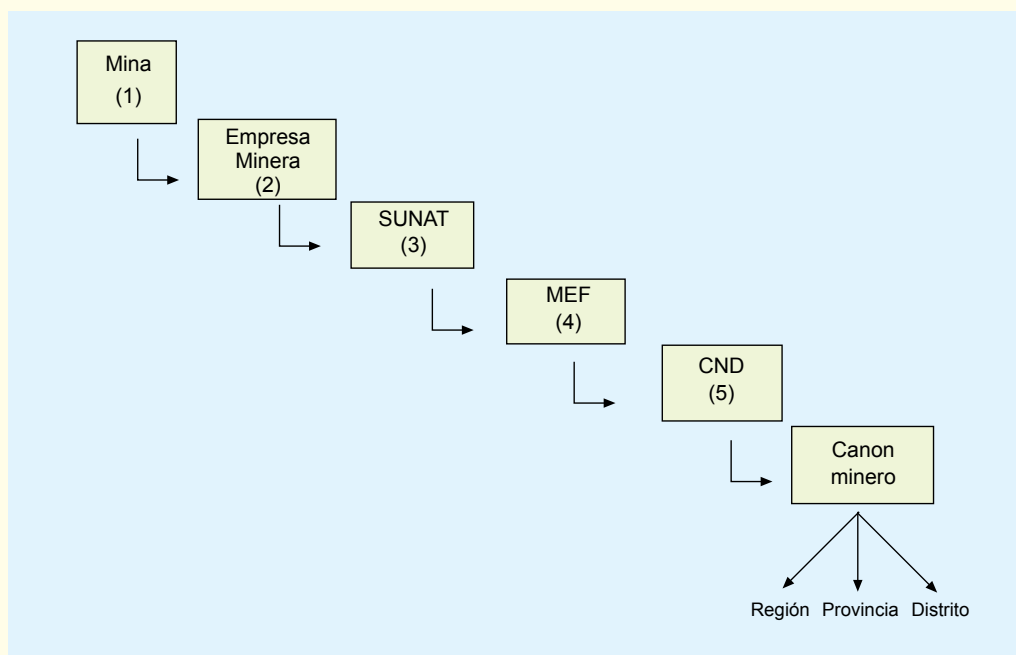 Mina
(1)
Empresa
Minera
(2)
SUNAT
(3)
MEF
(4)
CND
(5)
Canon
minero
Región Provincia Distrito